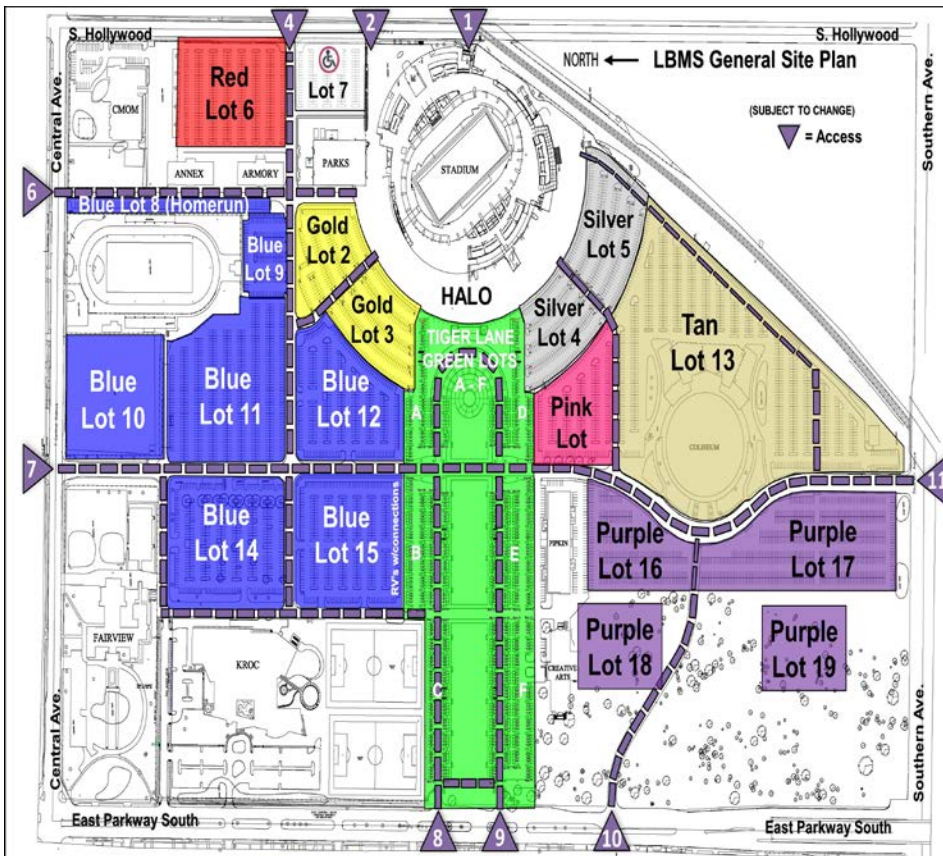 4
2
1
S. Hollywood
S. Hollywood
NORTH ← LBMS General Site Plan
(SUBJECT TO CHANGE)
= Access
Central Ave.
Southern Ave.
CMOM
Red
Lot 6
Lot 7
PARKS
STADIUM
ANNEX
ARMORY
6
Blue Lot 8 (Homerun)
Blue
Lot 9
Gold
Lot 2
Gold
Lot 3
HALO
Silver
Lot 5
Silver
Lot 4
TIGER LANE
GREEN LOTS
A - F
Tan
Lot 13
COLISEUM
Blue
Lot 10
Blue
Lot 11
Blue
Lot 12
A
D
Pink
Lot
7
11
Blue
Lot 14
Blue
Lot 15
RV's w/connections
B
E
PIPKIN
Purple
Lot 16
Purple
Lot 17
FAIRVIEW
KROC
C
F
CREATIVE
ARTS
Purple
Lot 18
Purple
Lot 19
Central Ave.
Southern Ave.
East Parkway South
East Parkway South
8
9
10